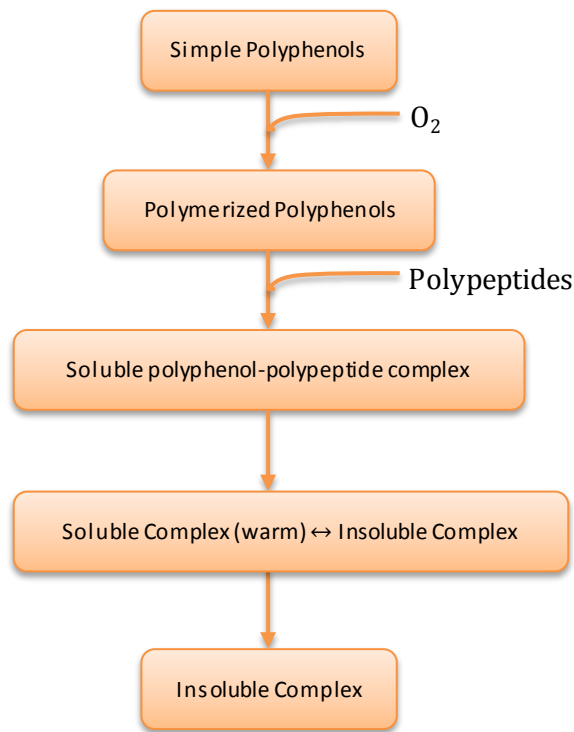 Simple Polyphenols
O₂
Polymerized Polyphenols
Polypeptides
Soluble polyphenol-polypeptide complex
Soluble Complex (warm) ↔ Insoluble Complex
Insoluble Complex